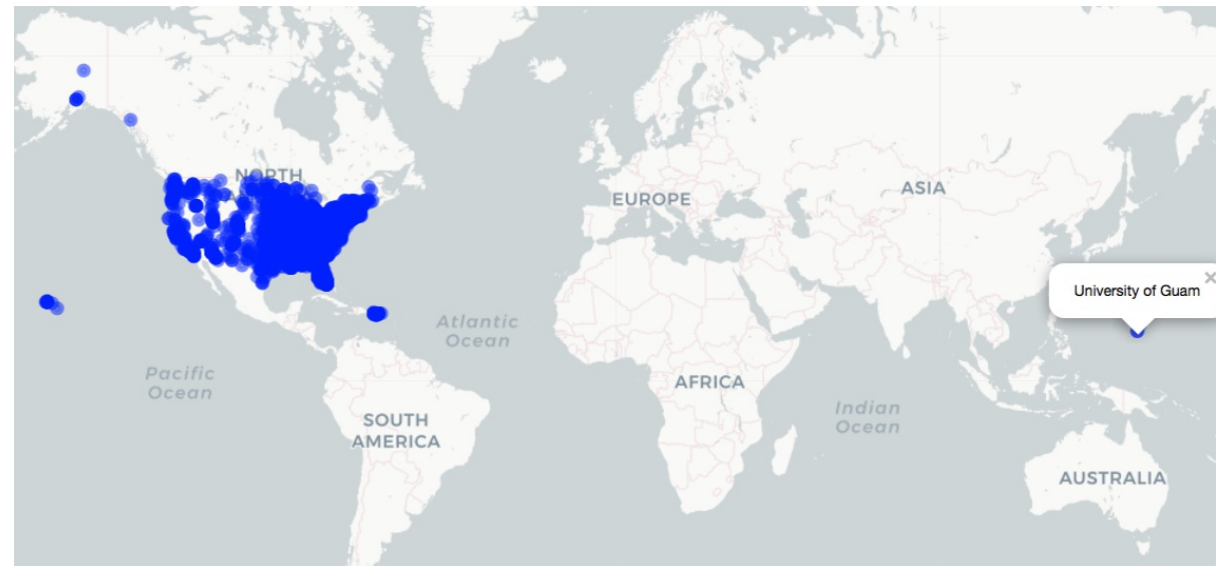 NORTH
EUROPE
ASIA
×
University of Guam
Atlantic
Ocean
Pacific
Ocean
AFRICA
Indian
Ocean
SOUTH
AMERICA
AUSTRALIA